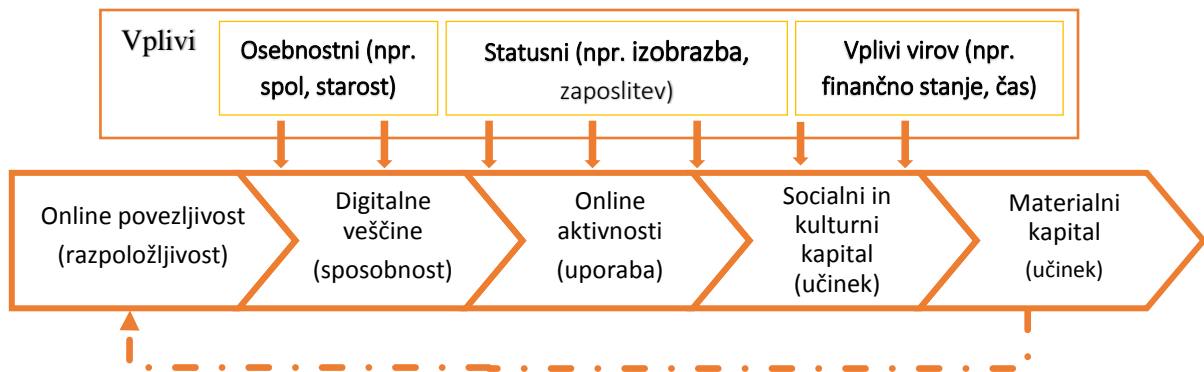 Vplivi
Osebnostni (npr.
spol, starost)
Statusni (npr. izobrazba,
zaposlitev)
Vplivi virov (npr.
finančno stanje, čas)
Online povezljivost
(razpoložljivost)
Digitalne
veščine
(sposobnost)
Online
aktivnosti
(uporaba)
Socialni in
kulturni
kapital
(učinek)
Materialni
kapital
(učinek)